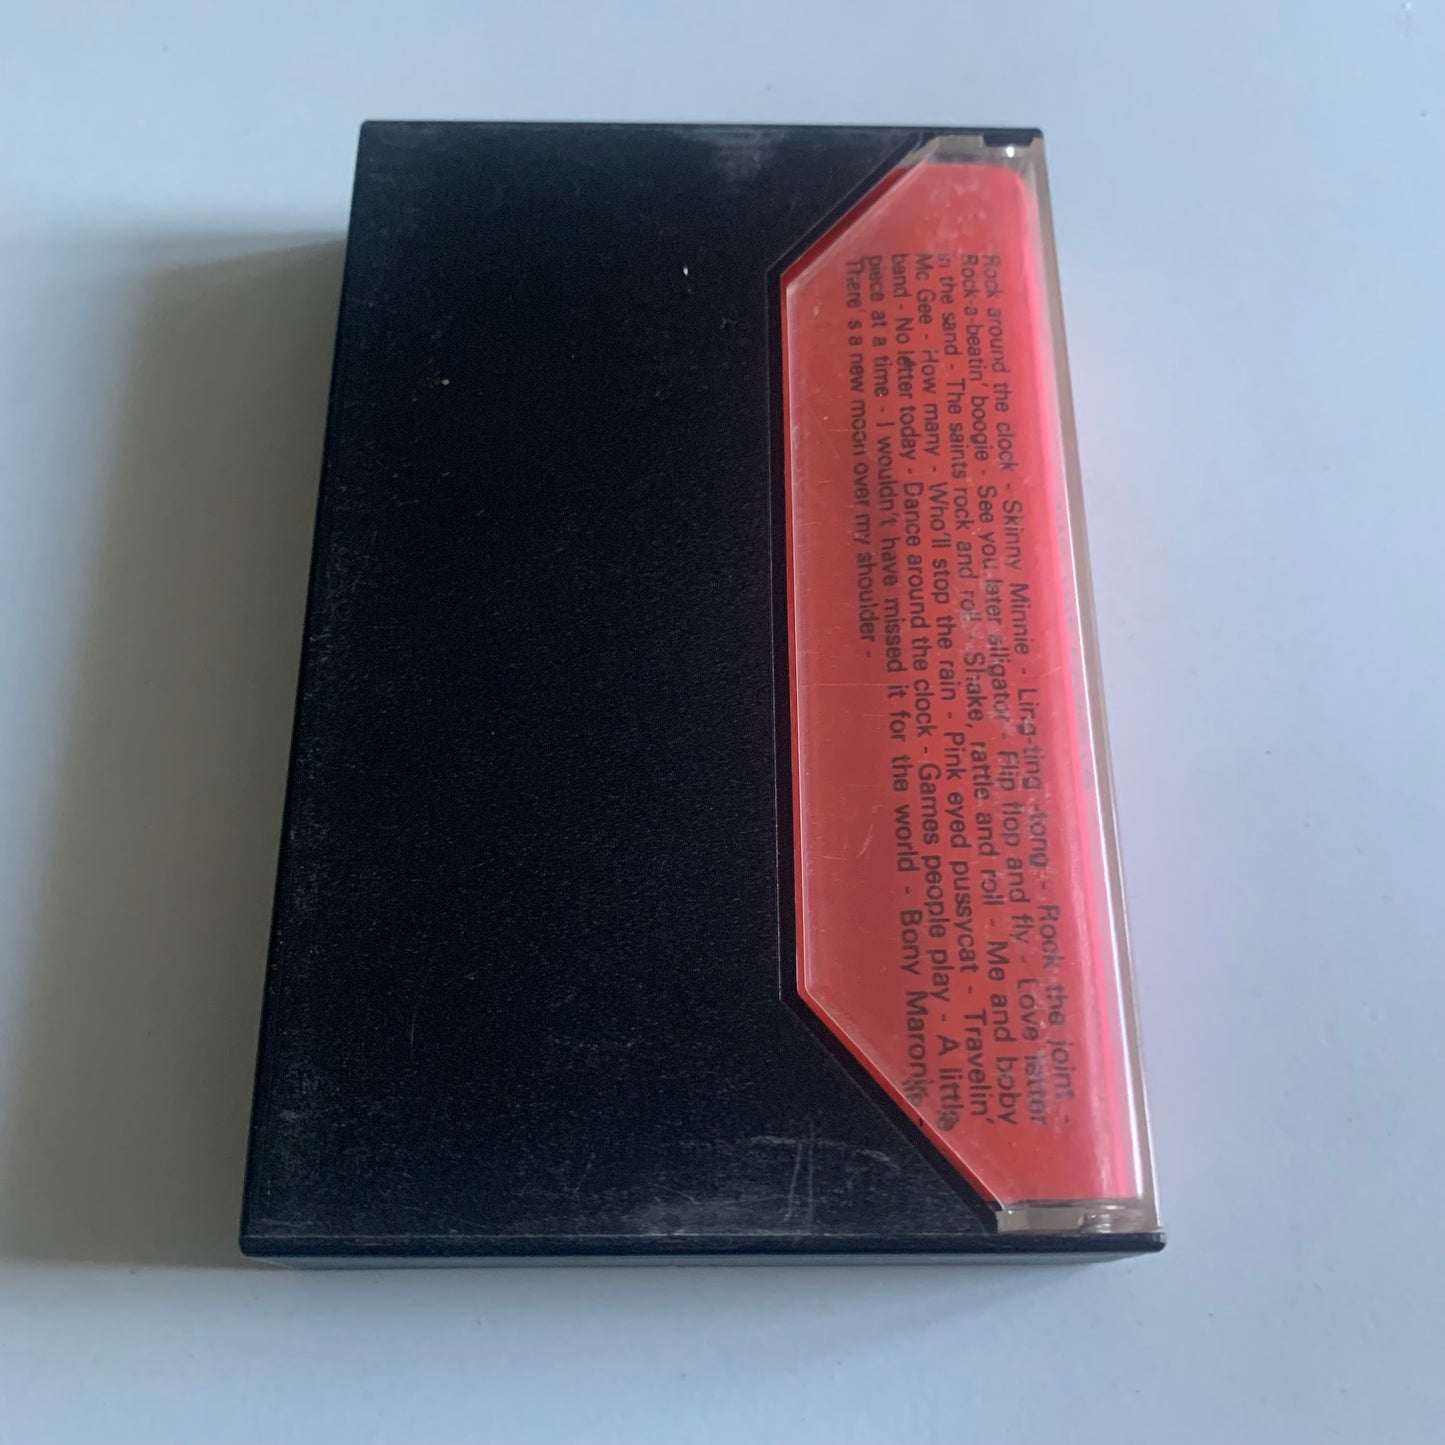 Rock around the clock - Skinny Minnie - Ling-ting -tong - Rock the joint -
Rock-a-beatin' boogie - See you later alligator - Flip flop and fly - Love letter
in the sand - The saints rock and roll - Shake, rattle and roll - Me and boby
Mc Gee - How many - Who'll stop the rain - Pink eyed pussycat - Travelin'
band - No letter today - Dance around the clock - Games people play - A little
piece at a time - I wouldn't have missed it for the world - Bony Maronie -
There's a new moon over my shoulder -